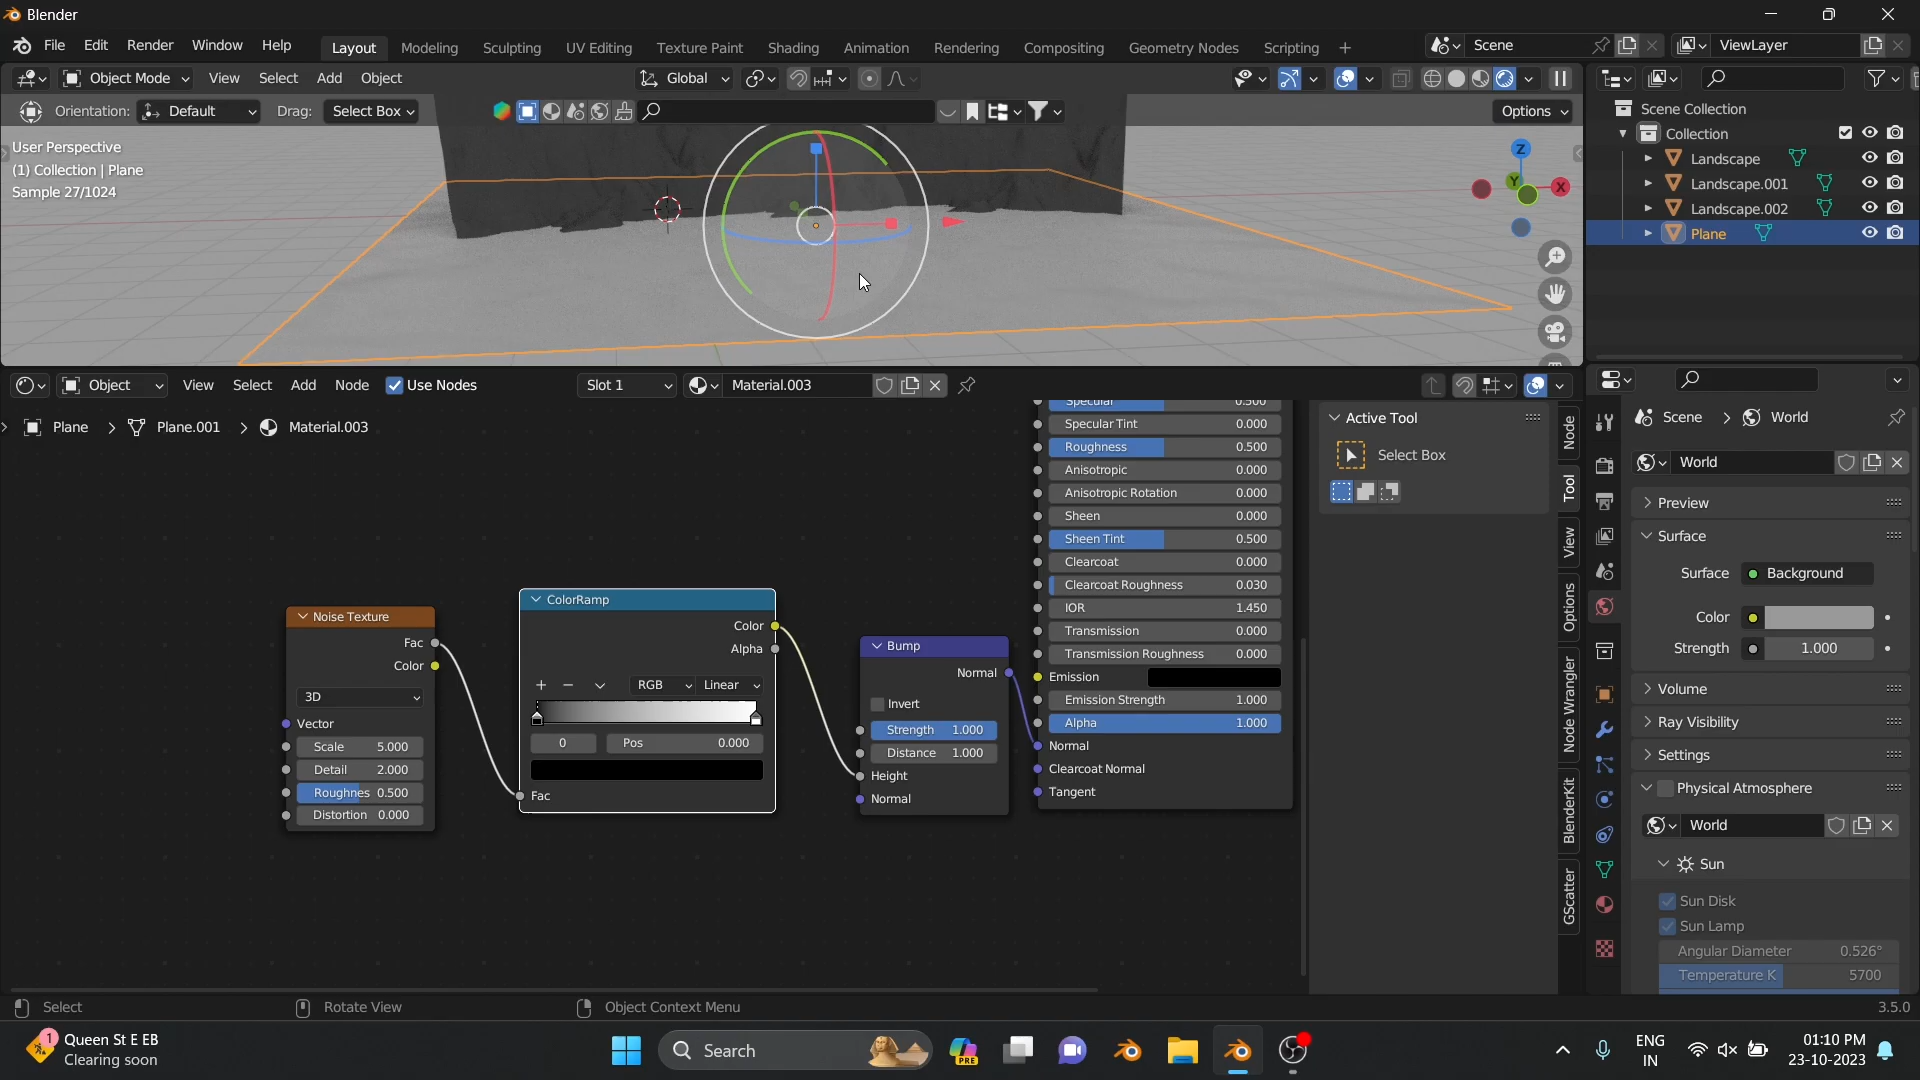 Blender
File Edit Render Window Help Layout Modeling Sculpting UV Editing Texture Paint Shading Animation Rendering Compositing Geometry Nodes Scripting + Scene ViewLayer
Object Mode View Select Add Object Global
Orientation: Default Drag: Select Box Options
User Perspective
(1) Collection | Plane
Sample 27/1024
Z
Y
X
Scene Collection
Collection
Landscape
Landscape.001
Landscape.002
Plane
Object View Select Add Node Use Nodes Slot 1 Material.003
Plane > Plane.001 > Material.003
Noise Texture
Fac
Color
3D
Vector
Scale 5.000
Detail 2.000
Roughnes 0.500
Distortion 0.000
ColorRamp
Color
Alpha
RGB Linear
0 Pos 0.000
Fac
Bump
Normal
Invert
Strength 1.000
Distance 1.000
Height
Normal
Specular 0.500
Specular Tint 0.000
Roughness 0.500
Anisotropic 0.000
Anisotropic Rotation 0.000
Sheen 0.000
Sheen Tint 0.500
Clearcoat 0.000
Clearcoat Roughness 0.030
IOR 1.450
Transmission 0.000
Transmission Roughness 0.000
Emission
Emission Strength 1.000
Alpha 1.000
Normal
Clearcoat Normal
Tangent
Active Tool
Select Box
Node
Tool
View
Options
Node Wrangler
BlenderKit
GScatter
Scene > World
World
Preview
Surface
Surface Background
Color
Strength 1.000
Volume
Ray Visibility
Settings
Physical Atmosphere
World
Sun
Sun Disk
Sun Lamp
Angular Diameter 0.526°
Temperature K 5700
Select Rotate View Object Context Menu 3.5.0
1
Queen St E EB
Clearing soon
Search
PRE
ENG
IN
01:10 PM
23-10-2023